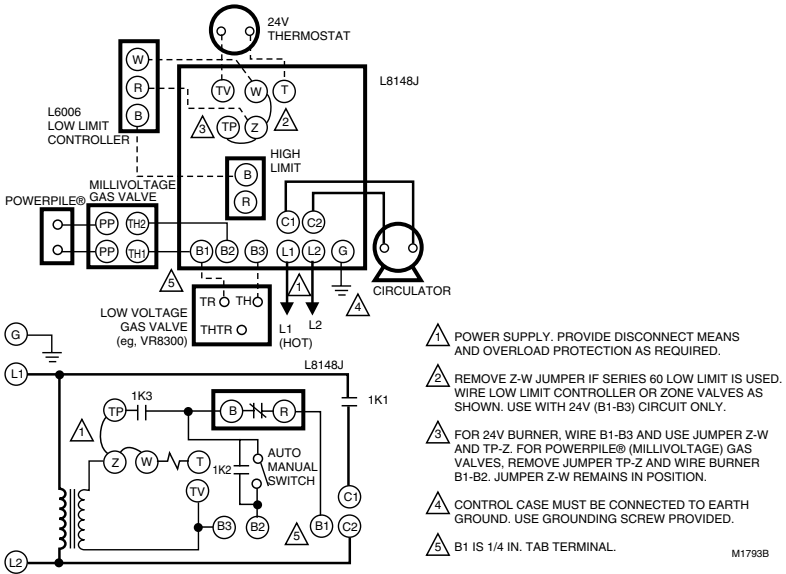 24V
THERMOSTAT
L8148J
W
R
B
L6006
LOW LIMIT
CONTROLLER
TV
W
T
3
TP
Z
2
HIGH
LIMIT
B
R
POWERPILE®
MILLIVOLTAGE
GAS VALVE
PP
TH2
PP
TH1
C1
C2
B1
B2
B3
L1
L2
G
CIRCULATOR
5
1
4
LOW VOLTAGE
GAS VALVE
(eg, VR8300)
TR
TH
THTR
L1
(HOT)
L2
G
L1
L8148J
1K1
TP
1K3
B
R
1
Z
W
T
1K2
AUTO
MANUAL
SWITCH
TV
C1
B3
B2
5
B1
C2
L2
1 POWER SUPPLY. PROVIDE DISCONNECT MEANS
AND OVERLOAD PROTECTION AS REQUIRED.
2 REMOVE Z-W JUMPER IF SERIES 60 LOW LIMIT IS USED.
WIRE LOW LIMIT CONTROLLER OR ZONE VALVES AS
SHOWN. USE WITH 24V (B1-B3) CIRCUIT ONLY.
3 FOR 24V BURNER, WIRE B1-B3 AND USE JUMPER Z-W
AND TP-Z. FOR POWERPILE® (MILLIVOLTAGE) GAS
VALVES, REMOVE JUMPER TP-Z AND WIRE BURNER
B1-B2. JUMPER Z-W REMAINS IN POSITION.
4 CONTROL CASE MUST BE CONNECTED TO EARTH
GROUND. USE GROUNDING SCREW PROVIDED.
5 B1 IS 1/4 IN. TAB TERMINAL.
M1793B